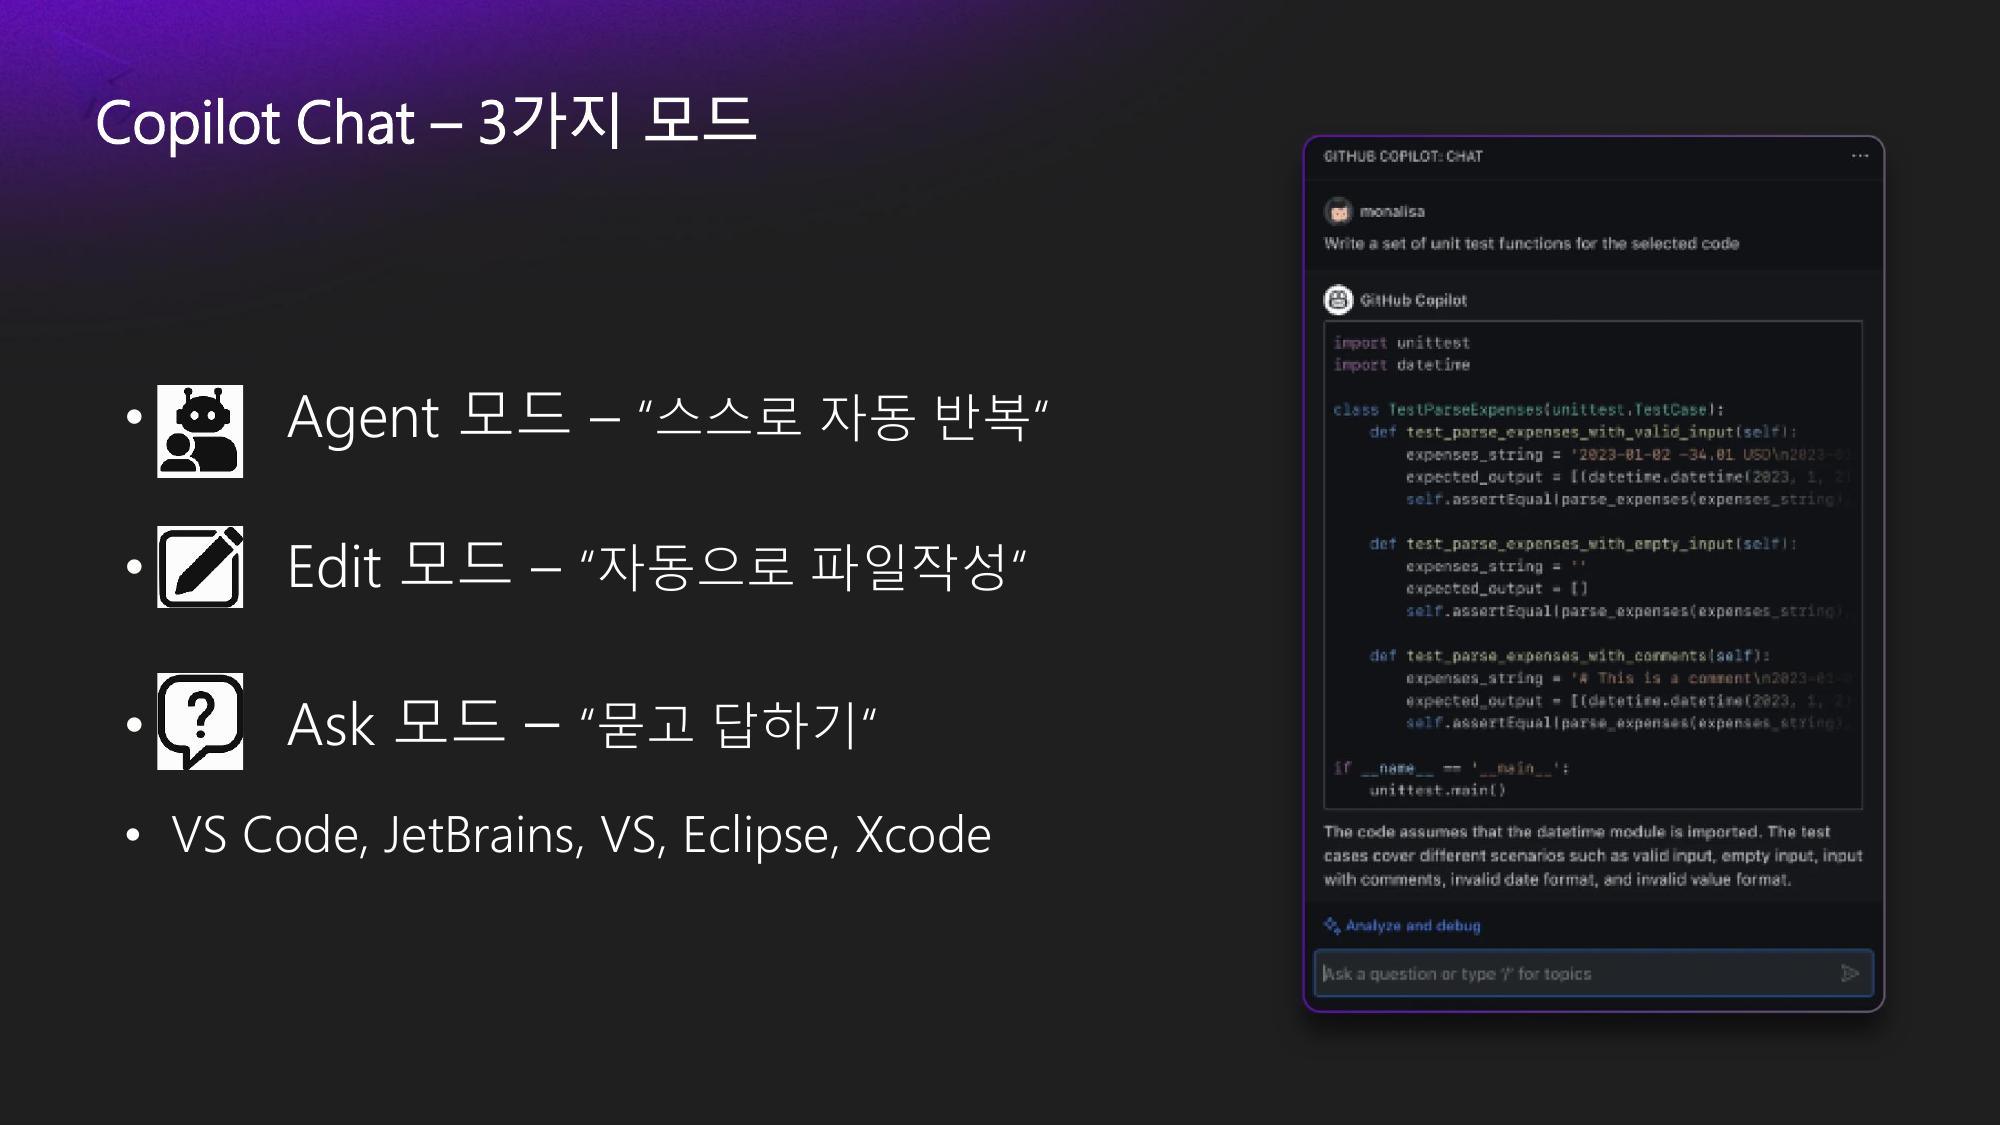 Copilot Chat – 3가지 모드
• Agent 모드 – “스스로 자동 반복“
• Edit 모드 – “자동으로 파일작성“
• Ask 모드 – “묻고 답하기“
• VS Code, JetBrains, VS, Eclipse, Xcode
GITHUB COPILOT: CHAT
monalisa
Write a set of unit test functions for the selected code
GitHub Copilot
import unittest
import datetime
class TestParseExpenses(unittest.TestCase):
def test_parse_expenses_with_valid_input(self):
expenses_string = '2023-01-02 -34.01 USD\n2023-
expected_output = [(datetime.datetime(2023, 1, 2)
self.assertEqual(parse_expenses(expenses_string),
def test_parse_expenses_with_empty_input(self):
expenses_string = ''
expected_output = []
self.assertEqual(parse_expenses(expenses_string),
def test_parse_expenses_with_comments(self):
expenses_string = '# This is a comment\n2023-01-
expected_output = [(datetime.datetime(2023, 1, 2)
self.assertEqual(parse_expenses(expenses_string),
if __name__ == '__main__':
unittest.main()
The code assumes that the datetime module is imported. The test
cases cover different scenarios such as valid input, empty input, input
with comments, invalid date format, and invalid value format.
Analyze and debug
Ask a question or type '/' for topics